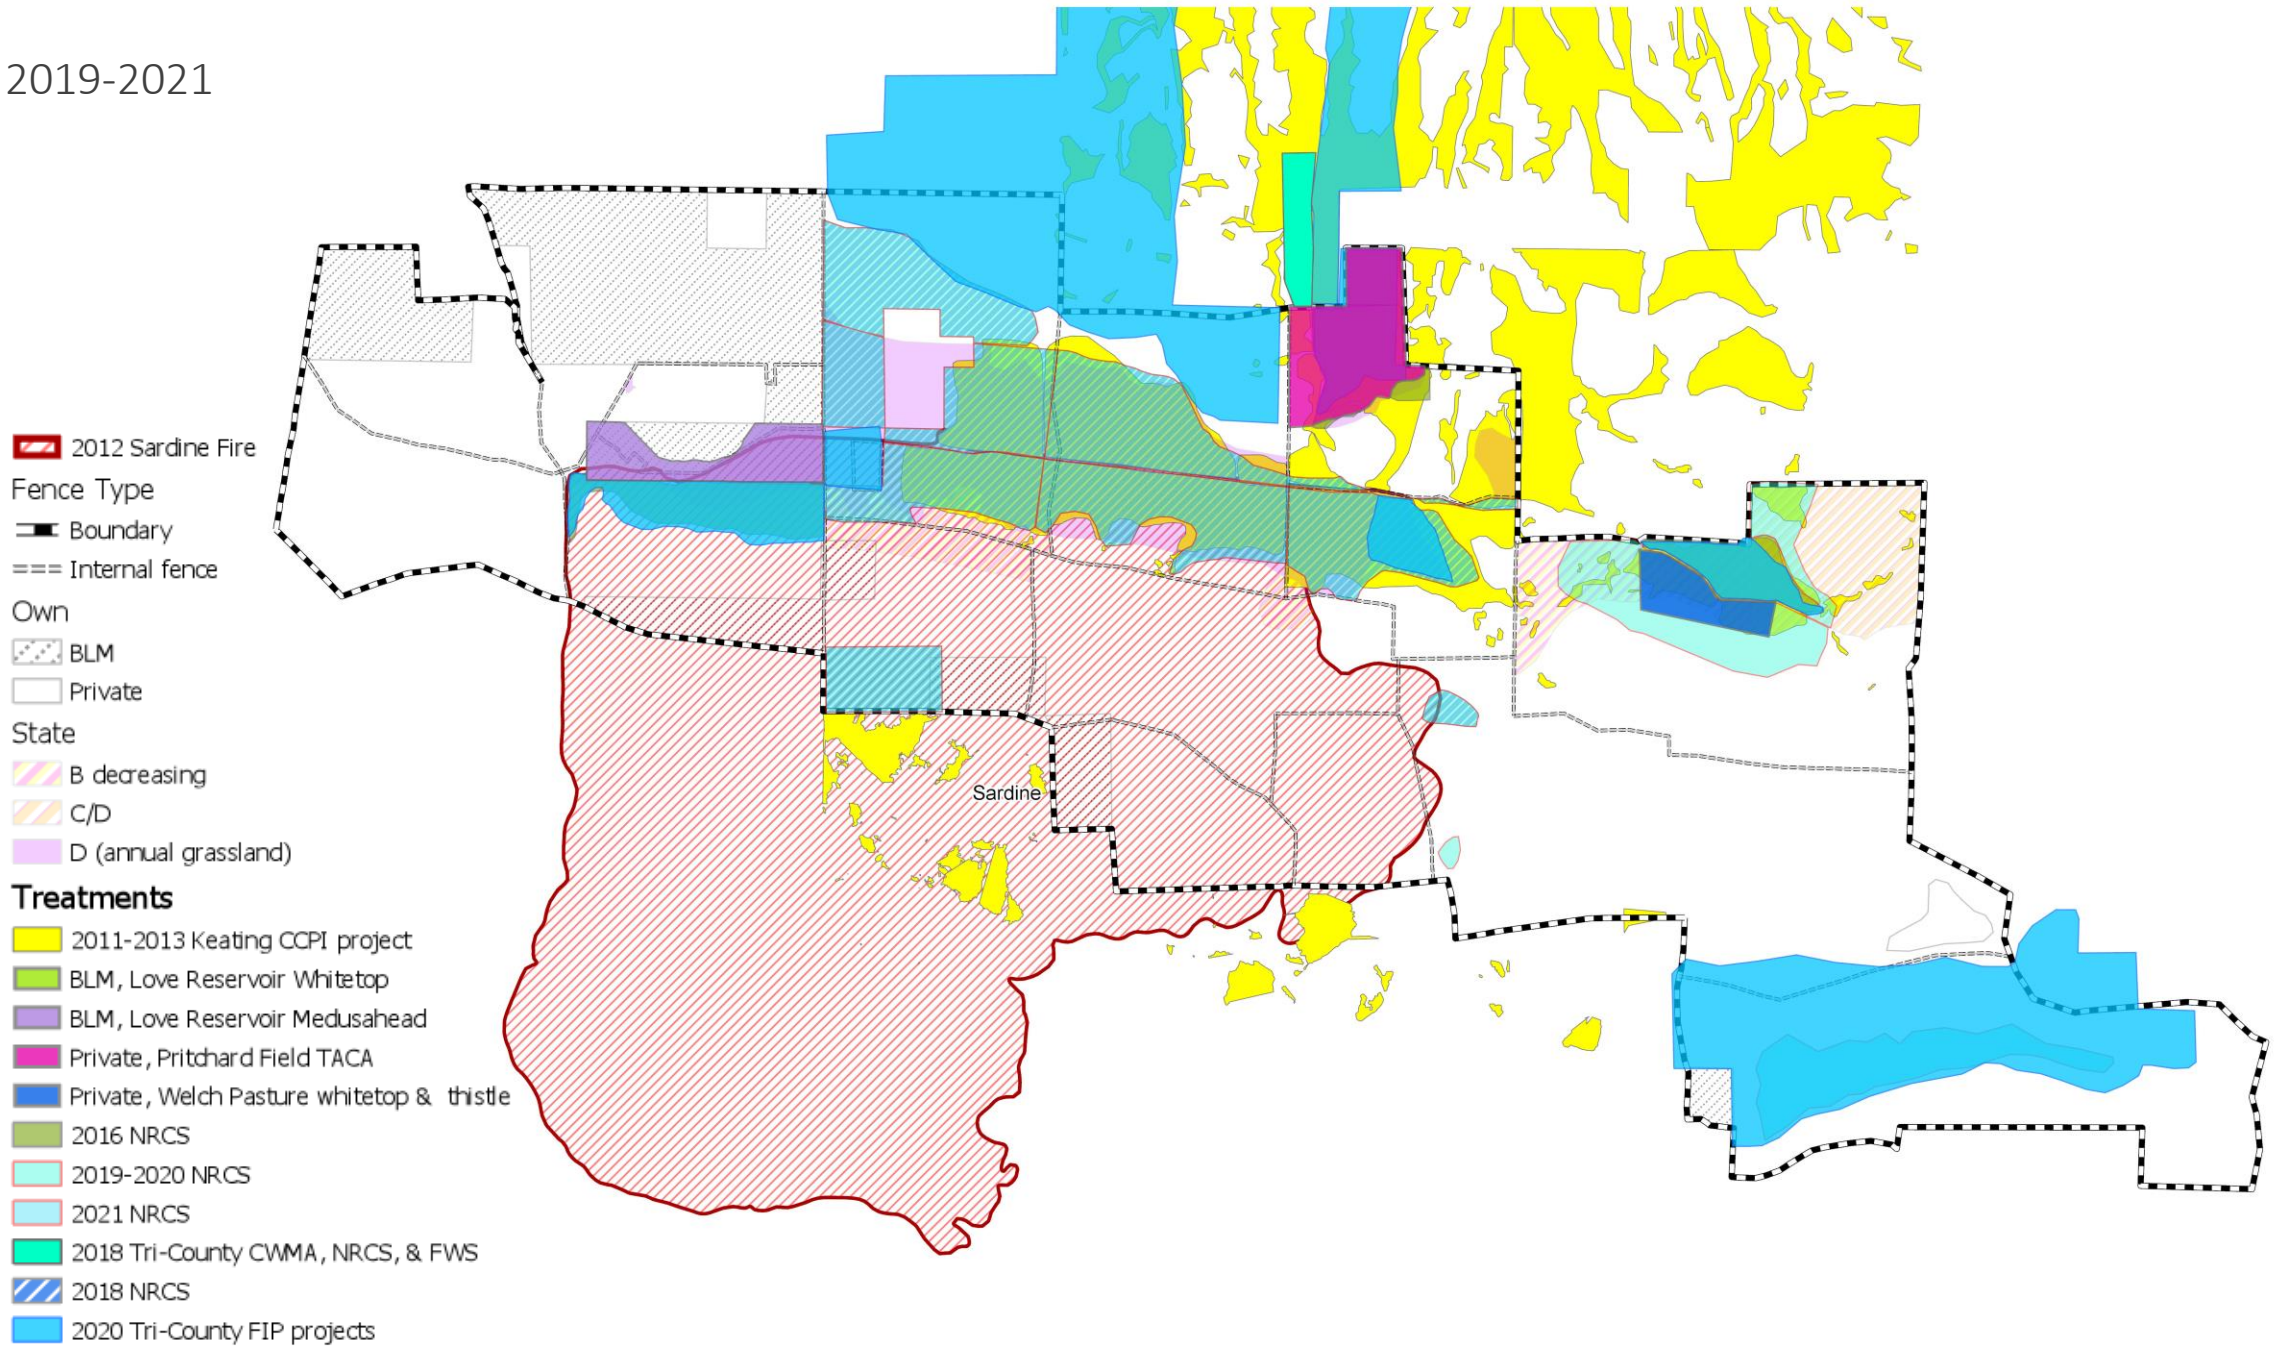 2019-2021
2012 Sardine Fire
Fence Type
Boundary
Internal fence
Own
BLM
Private
State
B decreasing
C/D
D (annual grassland)
Treatments
2011-2013 Keating CCPI project
BLM, Love Reservoir Whitetop
BLM, Love Reservoir Medusahead
Private, Pritchard Field TACA
Private, Welch Pasture whitetop & thistle
2016 NRCS
2019-2020 NRCS
2021 NRCS
2018 Tri-County CWMA, NRCS, & FWS
2018 NRCS
2020 Tri-County FIP projects
Sardine